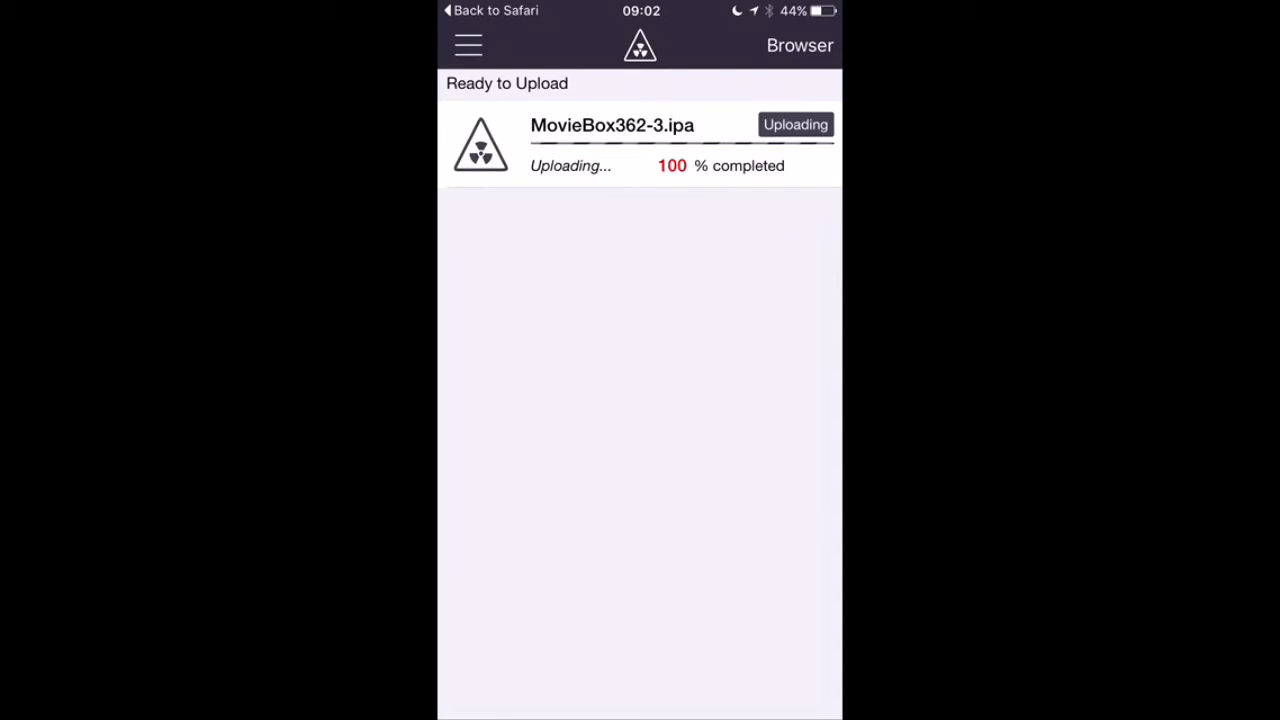 Back to Safari 09:02 44%
Browser
Ready to Upload
MovieBox362-3.ipa Uploading
Uploading... 100 % completed